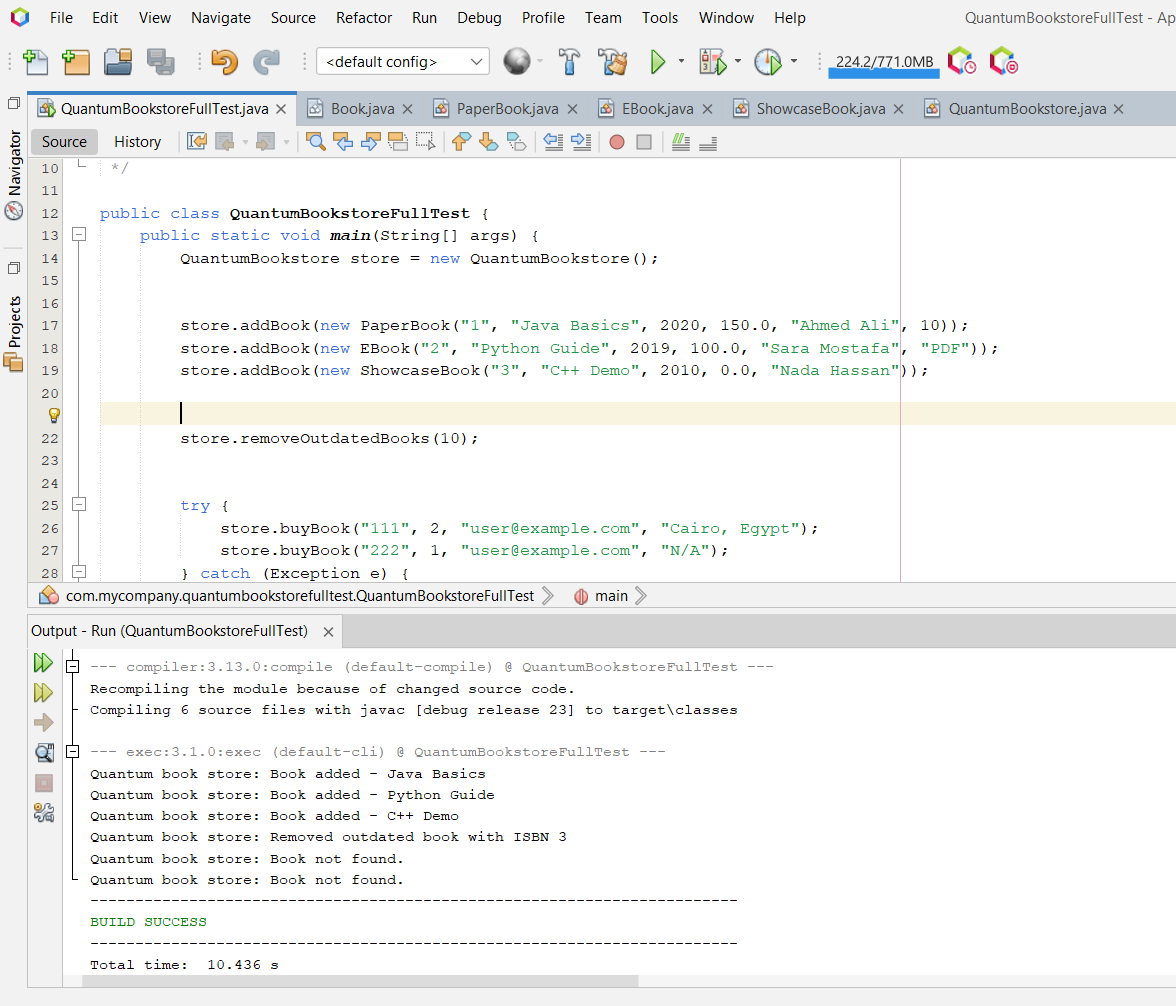 File Edit View Navigate Source Refactor Run Debug Profile Team Tools Window Help QuantumBookstoreFullTest - Ap
<default config> 224.2/771.0MB
QuantumBookstoreFullTest.java Book.java PaperBook.java EBook.java ShowcaseBook.java QuantumBookstore.java
Source History
Navigator
Projects
10 */
11
12 public class QuantumBookstoreFullTest {
13 public static void main(String[] args) {
14 QuantumBookstore store = new QuantumBookstore();
15
16
17 store.addBook(new PaperBook("1", "Java Basics", 2020, 150.0, "Ahmed Ali", 10));
18 store.addBook(new EBook("2", "Python Guide", 2019, 100.0, "Sara Mostafa", "PDF"));
19 store.addBook(new ShowcaseBook("3", "C++ Demo", 2010, 0.0, "Nada Hassan"));
20
22 store.removeOutdatedBooks(10);
23
24
25 try {
26 store.buyBook("111", 2, "user@example.com", "Cairo, Egypt");
27 store.buyBook("222", 1, "user@example.com", "N/A");
28 } catch (Exception e) {
com.mycompany.quantumbookstorefulltest.QuantumBookstoreFullTest main
Output - Run (QuantumBookstoreFullTest)
--- compiler:3.13.0:compile (default-compile) @ QuantumBookstoreFullTest ---
Recompiling the module because of changed source code.
Compiling 6 source files with javac [debug release 23] to target\classes
--- exec:3.1.0:exec (default-cli) @ QuantumBookstoreFullTest ---
Quantum book store: Book added - Java Basics
Quantum book store: Book added - Python Guide
Quantum book store: Book added - C++ Demo
Quantum book store: Removed outdated book with ISBN 3
Quantum book store: Book not found.
Quantum book store: Book not found.
------------------------------------------------------------------------
BUILD SUCCESS
------------------------------------------------------------------------
Total time: 10.436 s